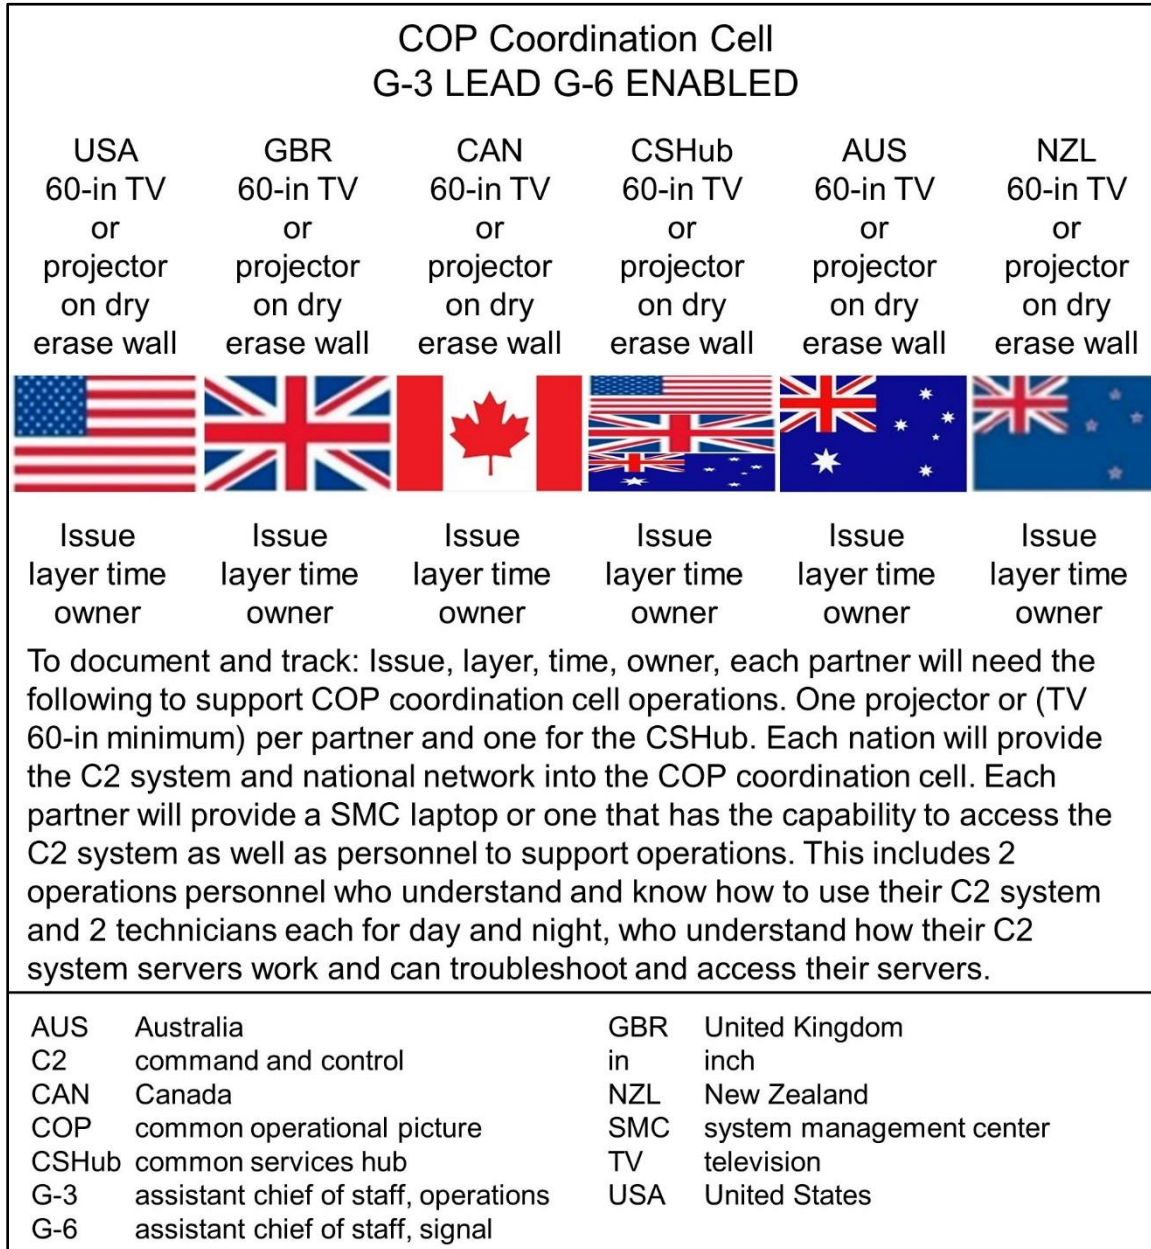 COP Coordination Cell
G-3 LEAD G-6 ENABLED
USA
60-in TV
or
projector
on dry
erase wall
GBR
60-in TV
or
projector
on dry
erase wall
CAN
60-in TV
or
projector
on dry
erase wall
CSHub
60-in TV
or
projector
on dry
erase wall
AUS
60-in TV
or
projector
on dry
erase wall
NZL
60-in TV
or
projector
on dry
erase wall
Issue
layer time
owner
Issue
layer time
owner
Issue
layer time
owner
Issue
layer time
owner
Issue
layer time
owner
Issue
layer time
owner
To document and track: Issue, layer, time, owner, each partner will need the
following to support COP coordination cell operations. One projector or (TV
60-in minimum) per partner and one for the CSHub. Each nation will provide
the C2 system and national network into the COP coordination cell. Each
partner will provide a SMC laptop or one that has the capability to access the
C2 system as well as personnel to support operations. This includes 2
operations personnel who understand and know how to use their C2 system
and 2 technicians each for day and night, who understand how their C2
system servers work and can troubleshoot and access their servers.
AUS Australia
C2 command and control
CAN Canada
COP common operational picture
CSHub common services hub
G-3 assistant chief of staff, operations
G-6 assistant chief of staff, signal
GBR United Kingdom
in inch
NZL New Zealand
SMC system management center
TV television
USA United States